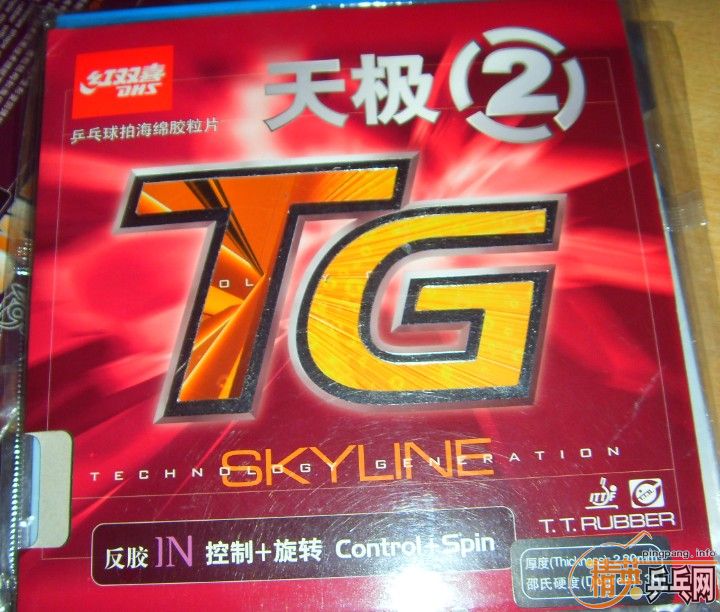 红双喜
DHS
天极 2
乒乓球拍海绵胶粒片
TG
SKYLINE
TECHNOLOGY GENERATION
ITTF
T.T. RUBBER
反胶 IN 控制+旋转 Control+Spin
厚度(Thickness)
邵氏硬度
pingpang.info
精英乒乓网